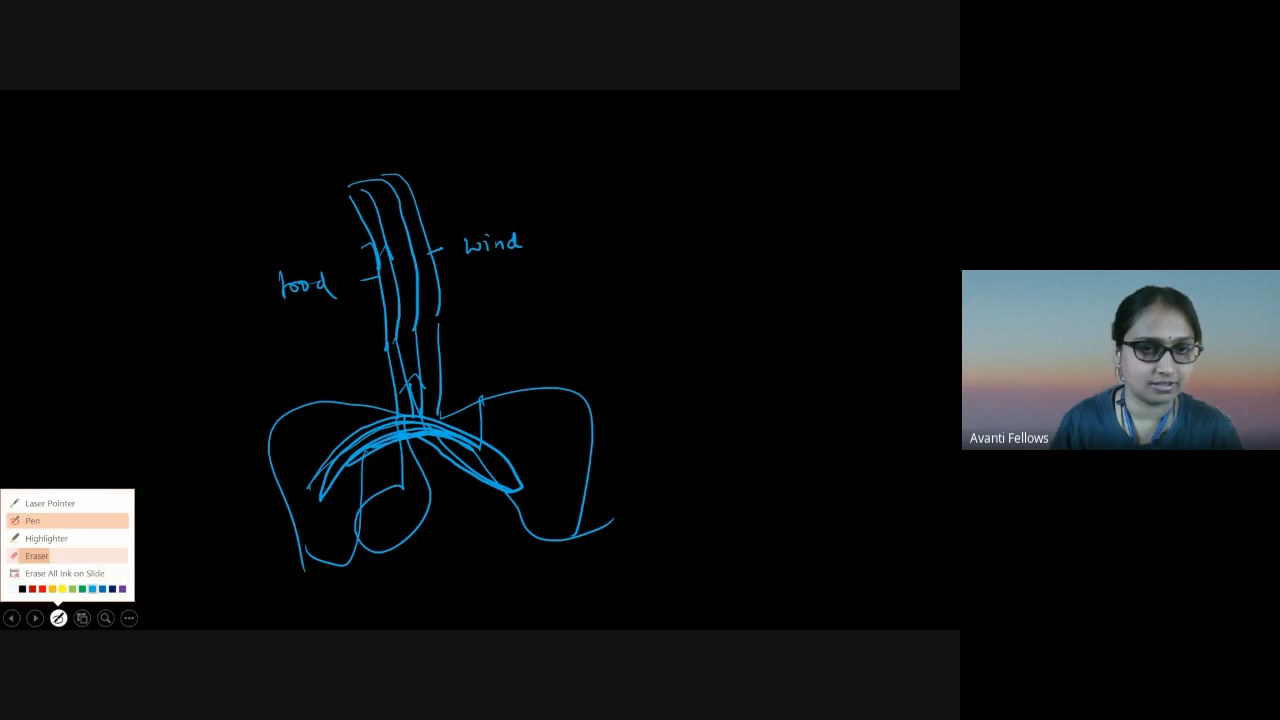 wind
food
Avanti Fellows
Laser Pointer
Pen
Highlighter
Eraser
Erase All Ink on Slide